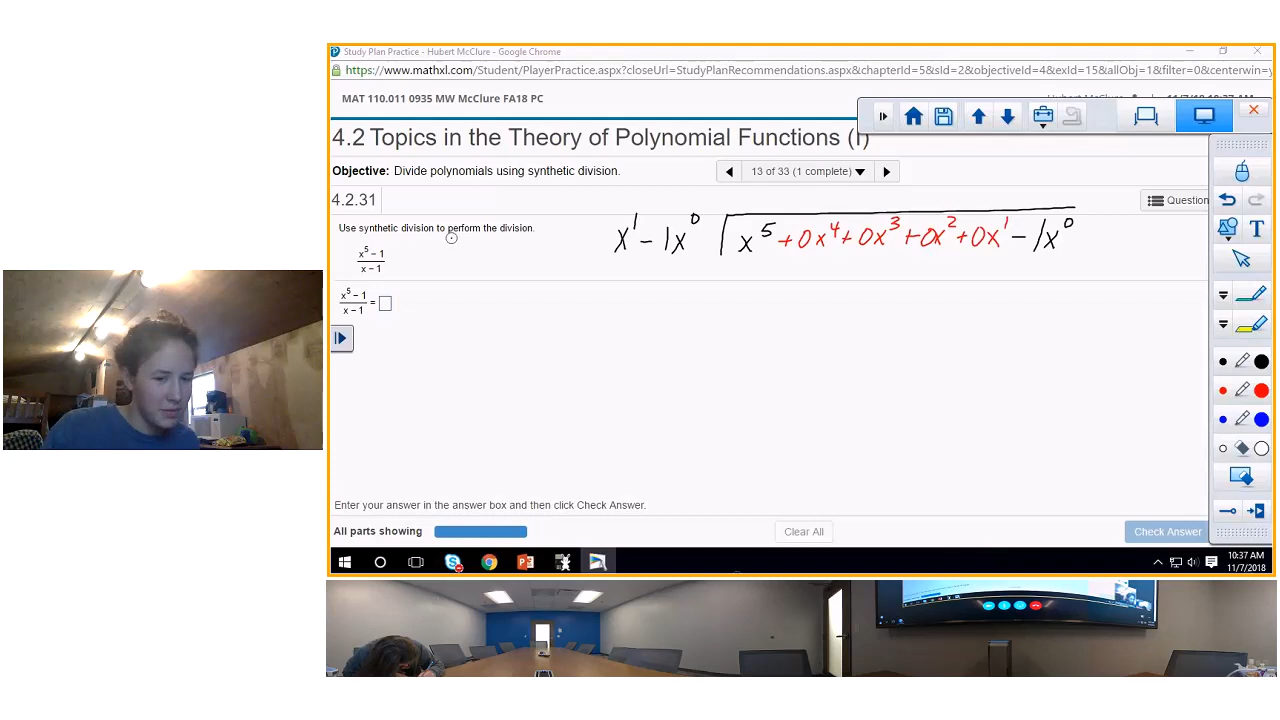 Study Plan Practice - Hubert McClure - Google Chrome
https://www.mathxl.com/Student/PlayerPractice.aspx?closeUrl=StudyPlanRecommendations.aspx&chapterId=5&sId=2&objectiveId=4&exId=15&allObj=1&filter=0&centerwin=y
MAT 110.011 0935 MW McClure FA18 PC
4.2 Topics in the Theory of Polynomial Functions (I)
Objective: Divide polynomials using synthetic division.
13 of 33 (1 complete)
4.2.31
Question
Use synthetic division to perform the division.
x⁵ − 1
x − 1
x¹ − 1x⁰ x⁵ + 0x⁴ + 0x³ + 0x² + 0x¹ − 1x⁰
x⁵ − 1
x − 1 =
T
Enter your answer in the answer box and then click Check Answer.
All parts showing
Clear All
Check Answer
10:37 AM
11/7/2018